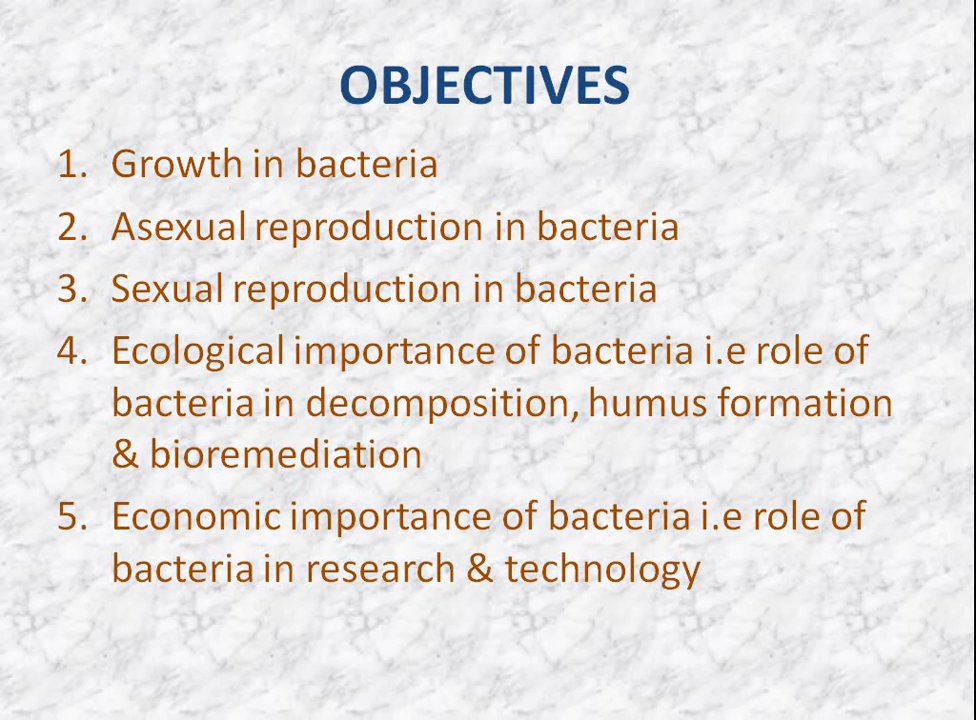 OBJECTIVES
1. Growth in bacteria
2. Asexual reproduction in bacteria
3. Sexual reproduction in bacteria
4. Ecological importance of bacteria i.e role of
bacteria in decomposition, humus formation
& bioremediation
5. Economic importance of bacteria i.e role of
bacteria in research & technology